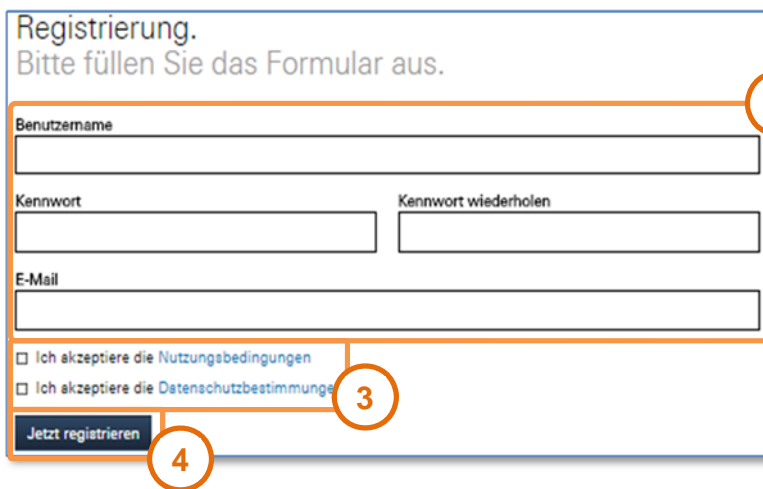 Registrierung.
Bitte füllen Sie das Formular aus.
Benutzername
Kennwort Kennwort wiederholen
E-Mail
Ich akzeptiere die Nutzungsbedingungen
Ich akzeptiere die Datenschutzbestimmunge
3
Jetzt registrieren
4